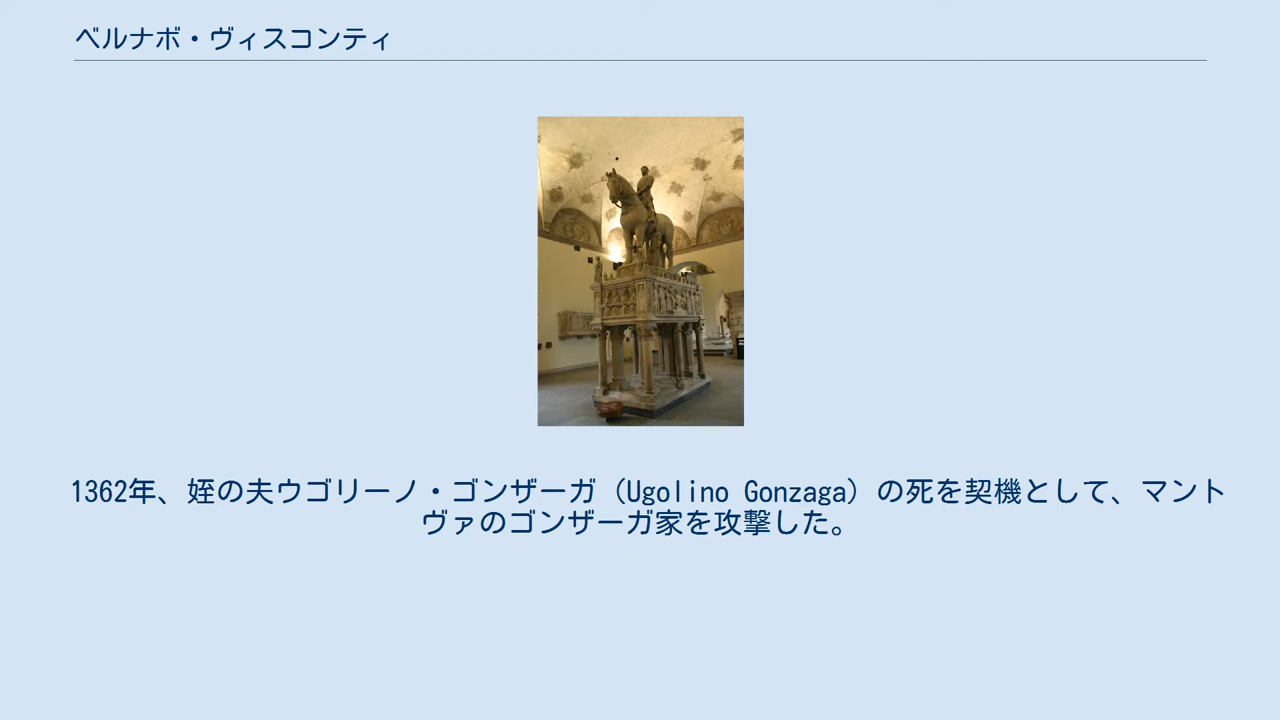 ベルナボ・ヴィスコンティ
1362年、姪の夫ウゴリーノ・ゴンザーガ（Ugolino Gonzaga）の死を契機として、マント
ヴァのゴンザーガ家を攻撃した。